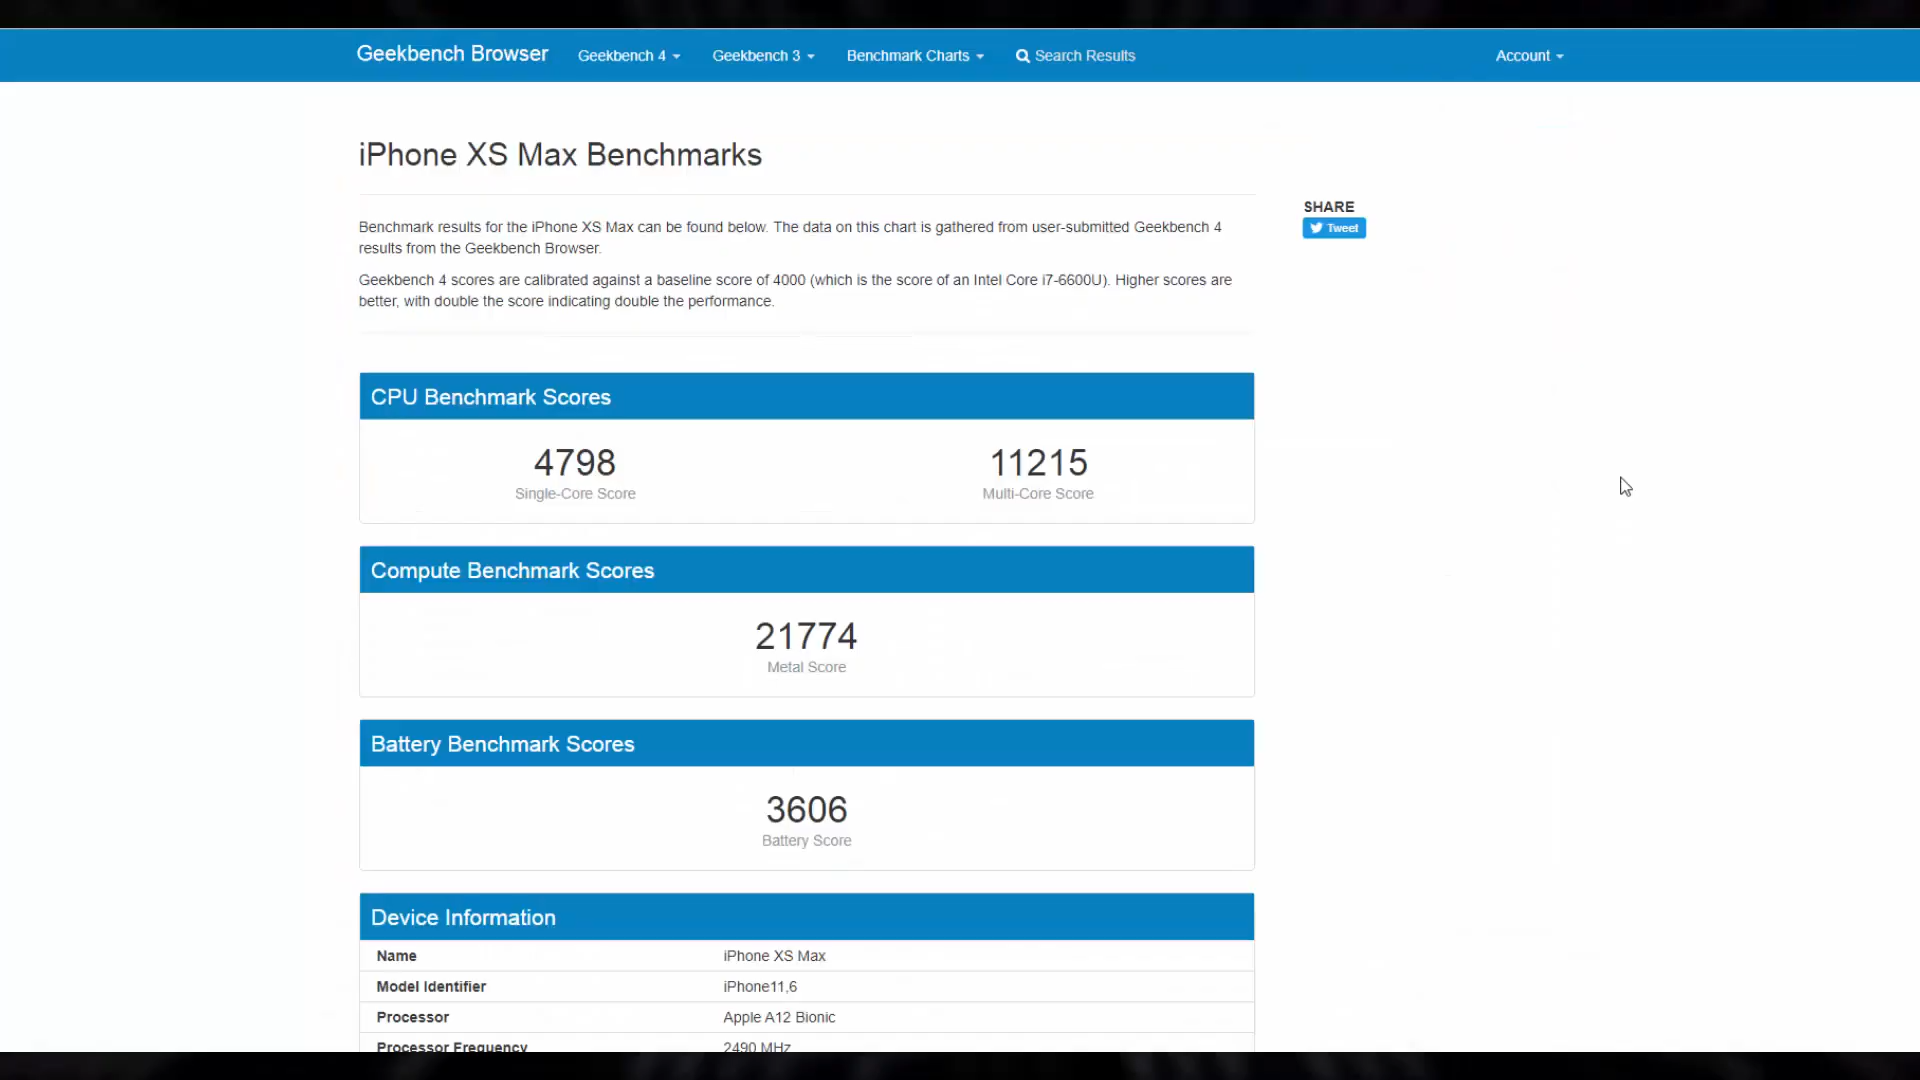 Geekbench Browser Geekbench 4 Geekbench 3 Benchmark Charts Search Results Account
iPhone XS Max Benchmarks
SHARE
Tweet
Benchmark results for the iPhone XS Max can be found below. The data on this chart is gathered from user-submitted Geekbench 4
results from the Geekbench Browser.
Geekbench 4 scores are calibrated against a baseline score of 4000 (which is the score of an Intel Core i7-6600U). Higher scores are
better, with double the score indicating double the performance.
CPU Benchmark Scores
4798 11215
Single-Core Score Multi-Core Score
Compute Benchmark Scores
21774
Metal Score
Battery Benchmark Scores
3606
Battery Score
Device Information
Name iPhone XS Max
Model Identifier iPhone11,6
Processor Apple A12 Bionic
Processor Frequency 2490 MHz